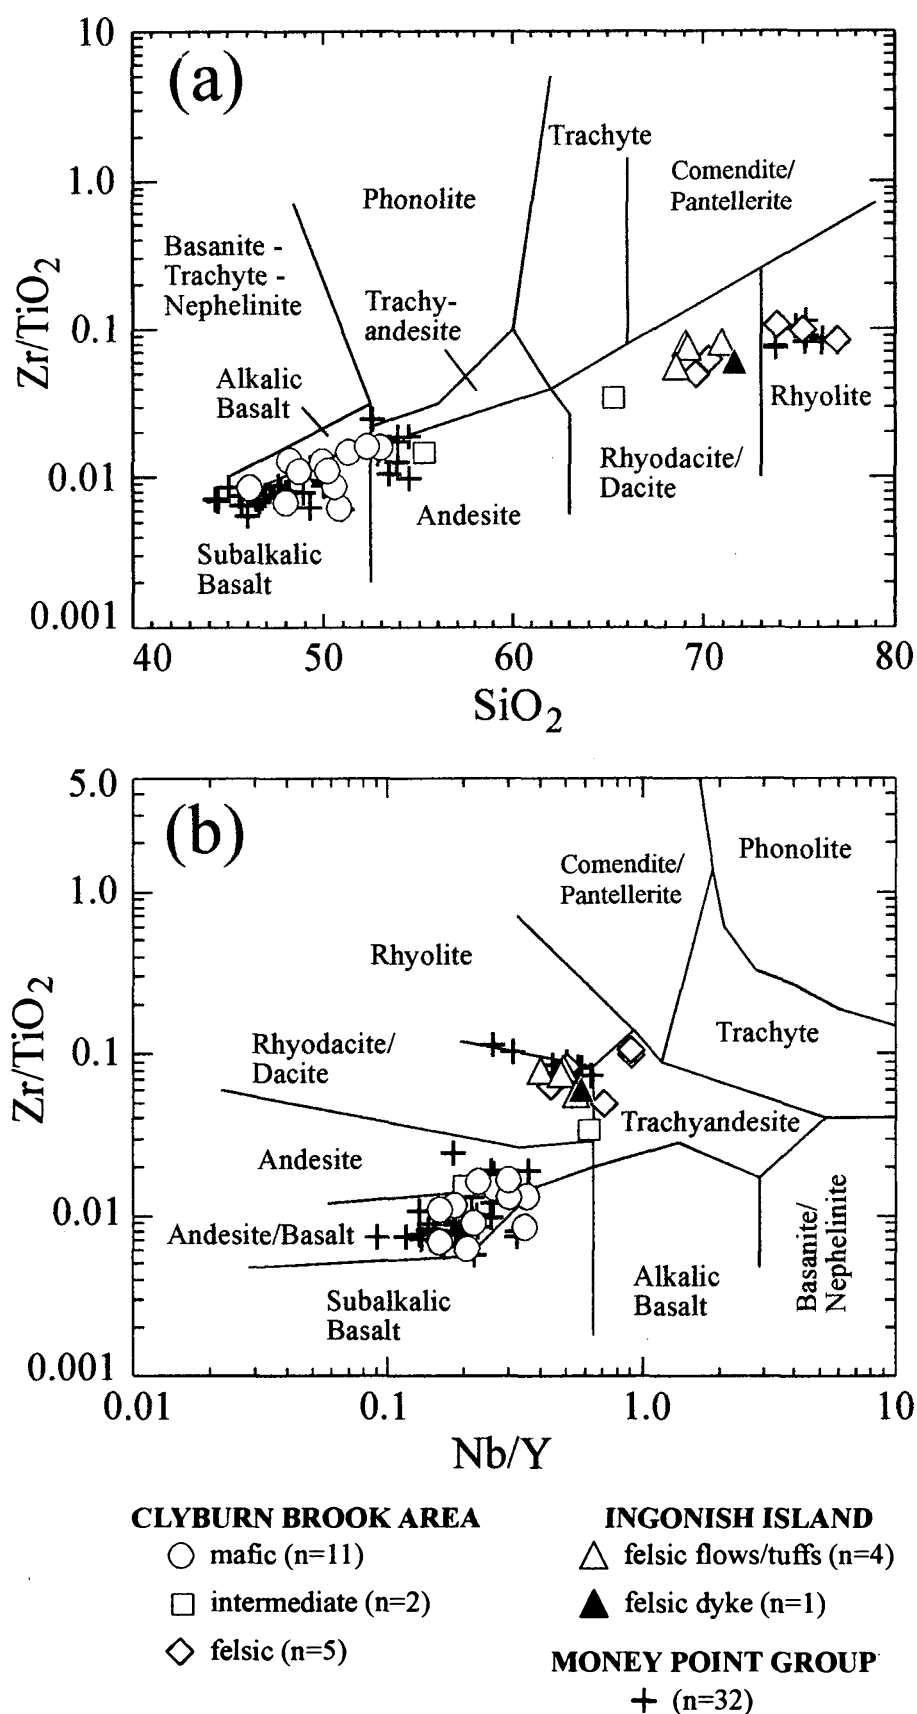 (a)
10
1.0
0.1
0.01
0.001
Zr/TiO2
Trachyte
Comendite/
Pantellerite
Phonolite
Basanite -
Trachyte -
Nephelinite
Trachy-
andesite
Alkalic
Basalt
Rhyolite
Rhyodacite/
Dacite
Andesite
Subalkalic
Basalt
40 50 60 70 80
SiO2
(b)
5.0
1.0
0.1
0.01
0.001
Zr/TiO2
Phonolite
Comendite/
Pantellerite
Rhyolite
Trachyte
Rhyodacite/
Dacite
Trachyandesite
Andesite
Andesite/Basalt
Basanite/
Nephelinite
Alkalic
Basalt
Subalkalic
Basalt
0.01 0.1 1.0 10
Nb/Y
CLYBURN BROOK AREA
mafic (n=11)
intermediate (n=2)
felsic (n=5)
INGONISH ISLAND
felsic flows/tuffs (n=4)
felsic dyke (n=1)
MONEY POINT GROUP
(n=32)